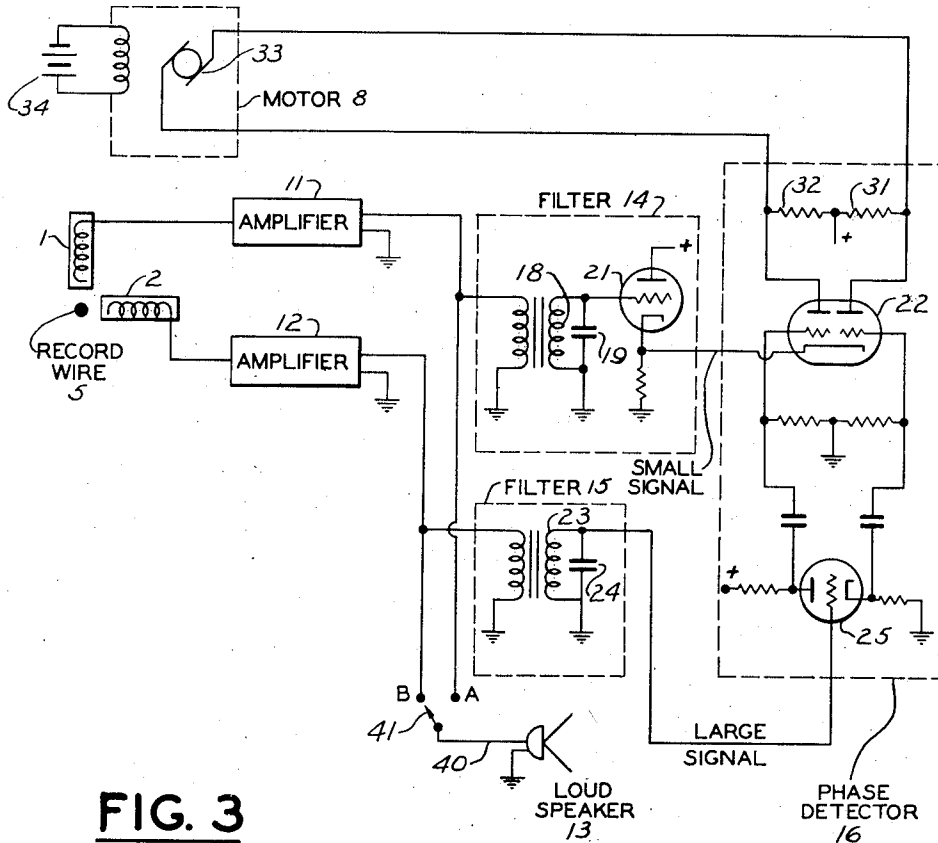 34
33
MOTOR 8
11
AMPLIFIER
1
2
12
AMPLIFIER
RECORD
WIRE
5
FILTER 14
18
21
+
19
SMALL
SIGNAL
FILTER 15
23
24
32
31
+
22
+
25
B
A
41
40
LOUD
SPEAKER
13
LARGE
SIGNAL
PHASE
DETECTOR
16
FIG. 3